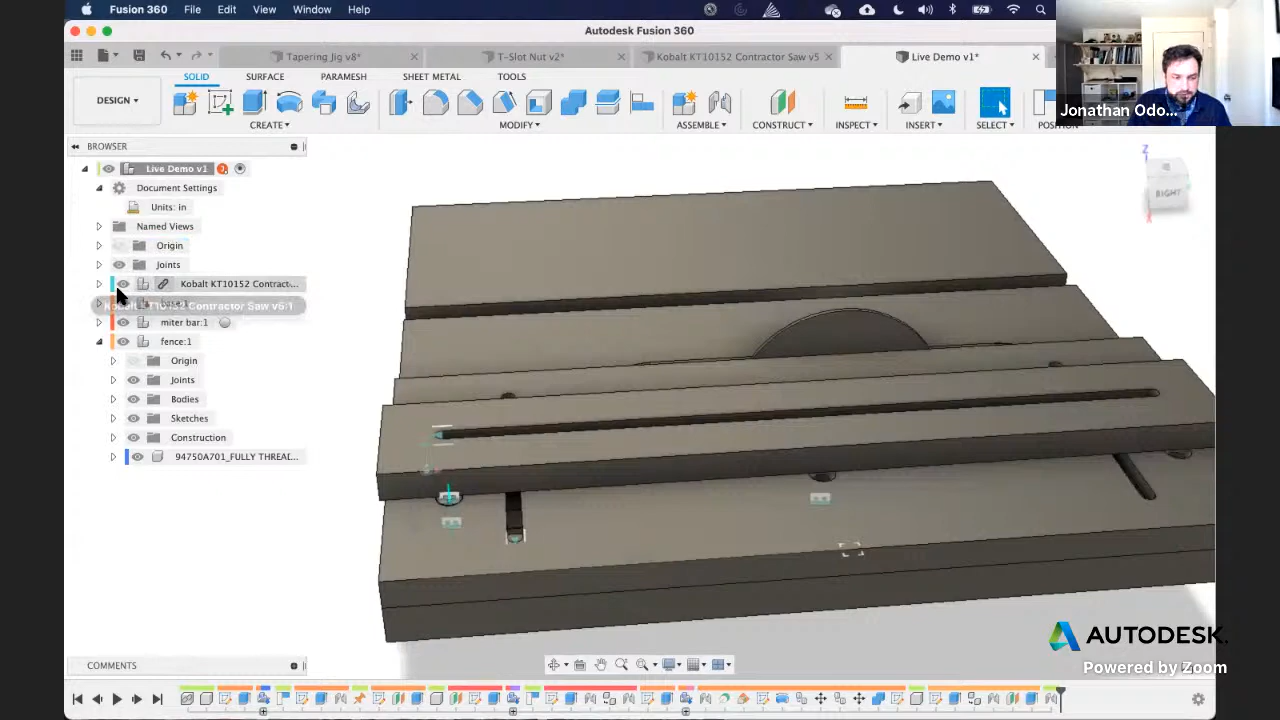 Fusion 360 File Edit View Window Help
Autodesk Fusion 360
Tapering Jig v8*
T-Slot Nut v2*
Kobalt KT10152 Contractor Saw v5
Live Demo v1*
DESIGN
SOLID SURFACE PARAMESH SHEET METAL TOOLS
CREATE MODIFY ASSEMBLE CONSTRUCT INSPECT INSERT SELECT
Jonathan Odo...
BROWSER
Live Demo v1
Document Settings
Units: in
Named Views
Origin
Joints
Kobalt KT10152 Contract...
Kobalt KT10152 Contractor Saw v6:1
miter bar:1
fence:1
Origin
Joints
Bodies
Sketches
Construction
94750A701_FULLY THREAD...
Z
RIGHT
X
COMMENTS
AUTODESK.
Powered by Zoom